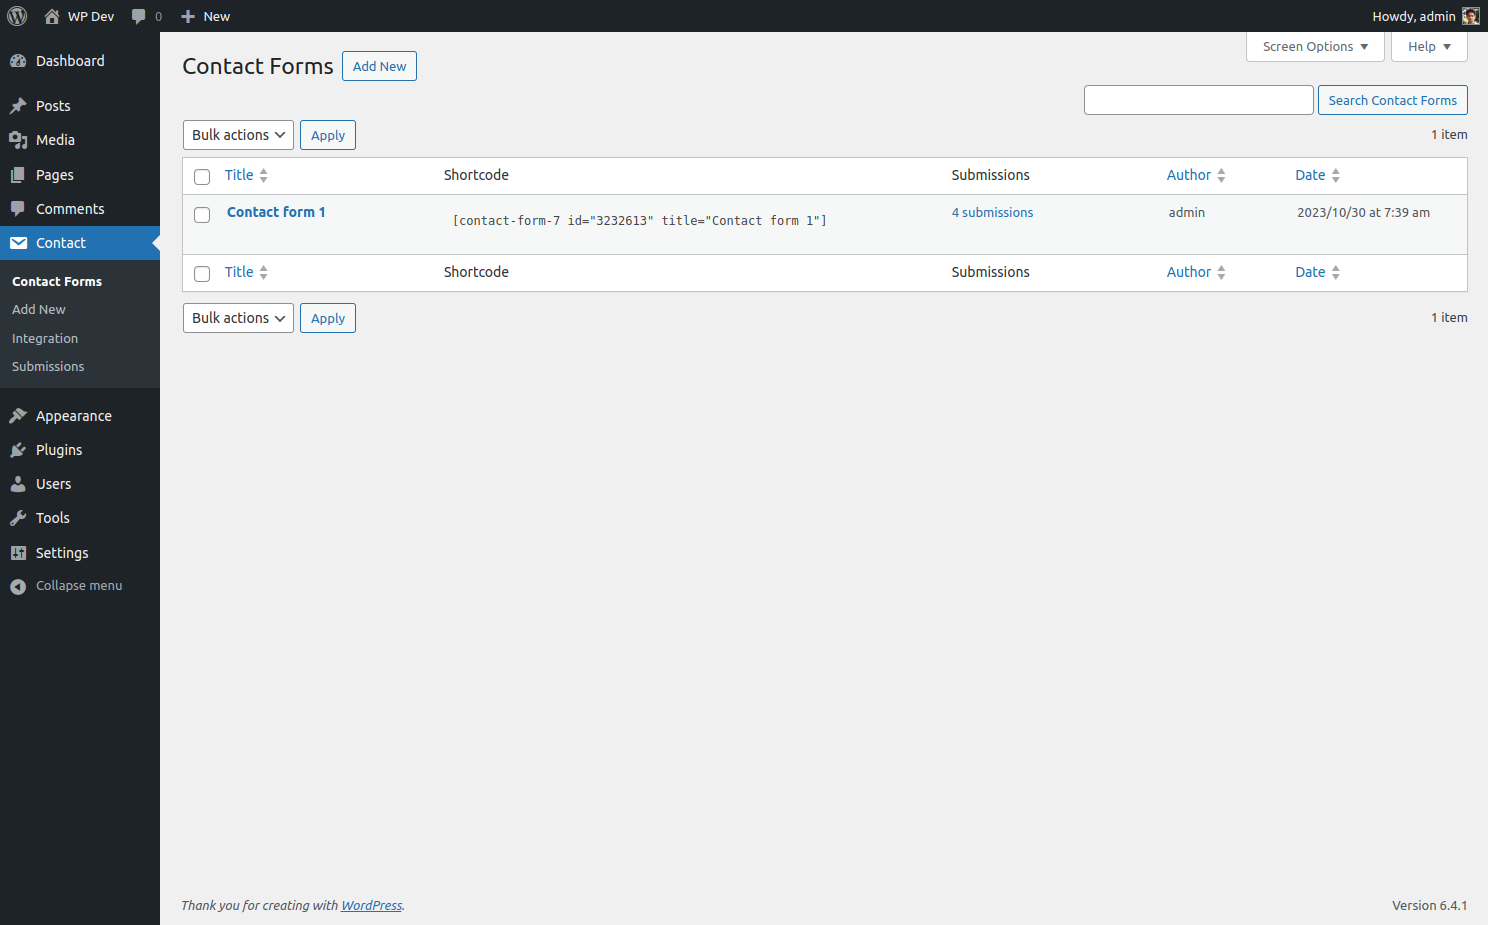 WP Dev 0 New Howdy, admin
Dashboard
Posts
Media
Pages
Comments
Contact
Contact Forms
Add New
Integration
Submissions
Appearance
Plugins
Users
Tools
Settings
Collapse menu
Screen Options Help
Contact Forms Add New
Search Contact Forms
Bulk actions Apply 1 item
Title Shortcode Submissions Author Date
Contact form 1 [contact-form-7 id="3232613" title="Contact form 1"] 4 submissions admin 2023/10/30 at 7:39 am
Title Shortcode Submissions Author Date
Bulk actions Apply 1 item
Thank you for creating with WordPress. Version 6.4.1